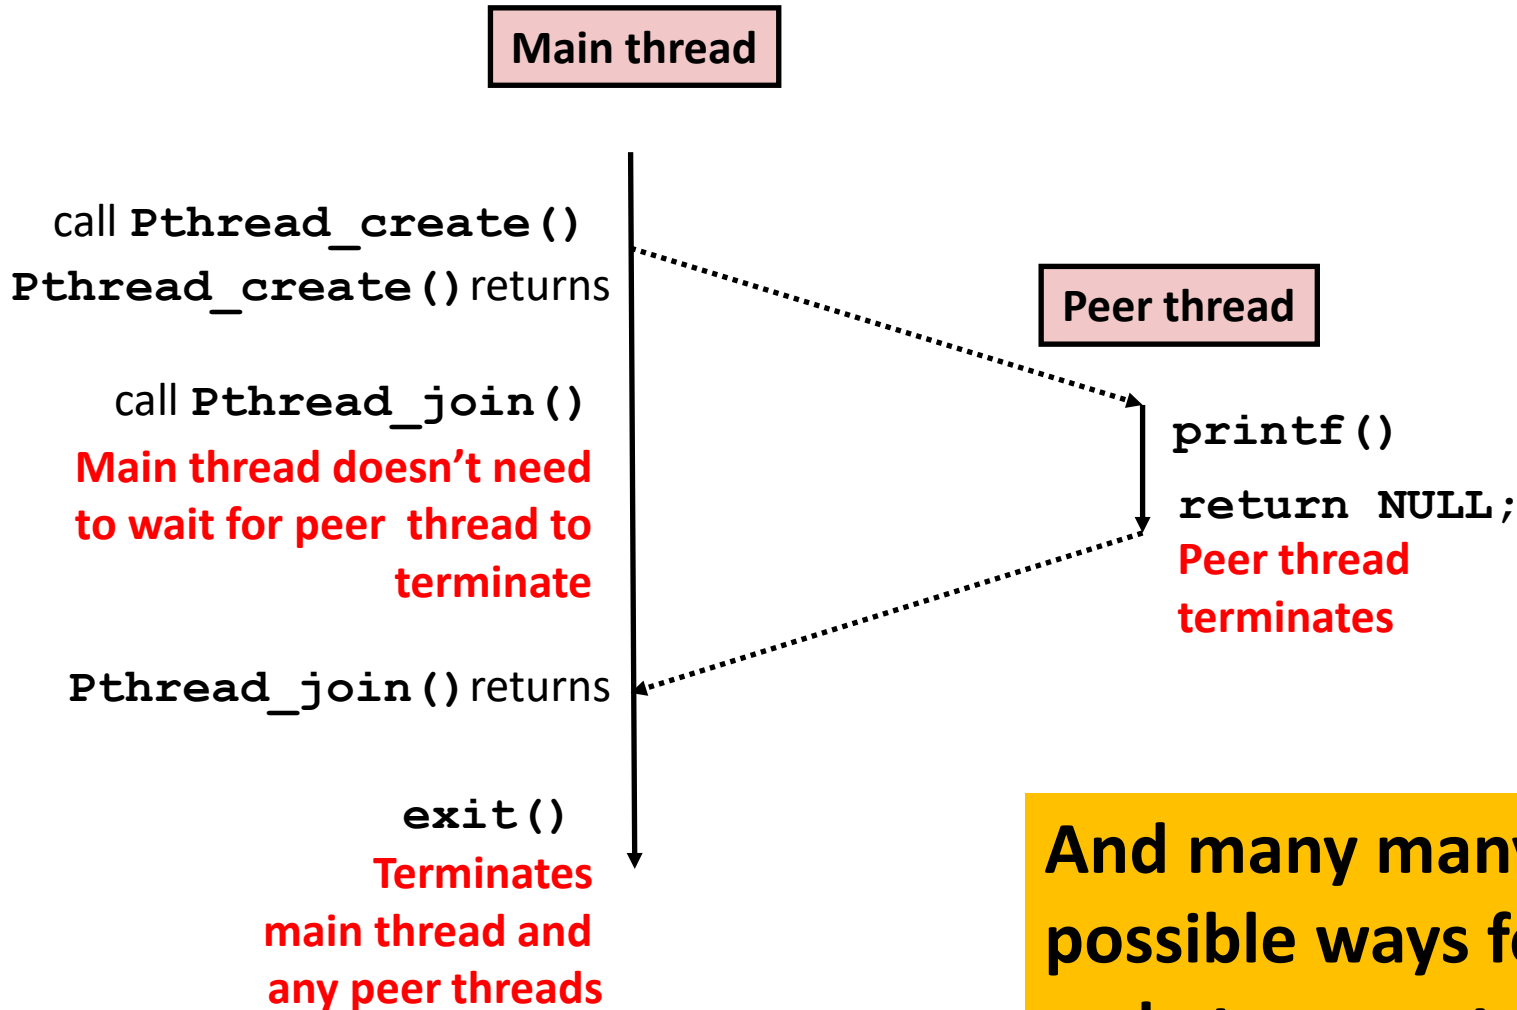 Main thread
call Pthread_create()
Pthread_create() returns
Peer thread
call Pthread_join()
Main thread doesn’t need
to wait for peer thread to
terminate
printf()
return NULL;
Peer thread
terminates
Pthread_join() returns
exit()
Terminates
main thread and
any peer threads
And many many
possible ways